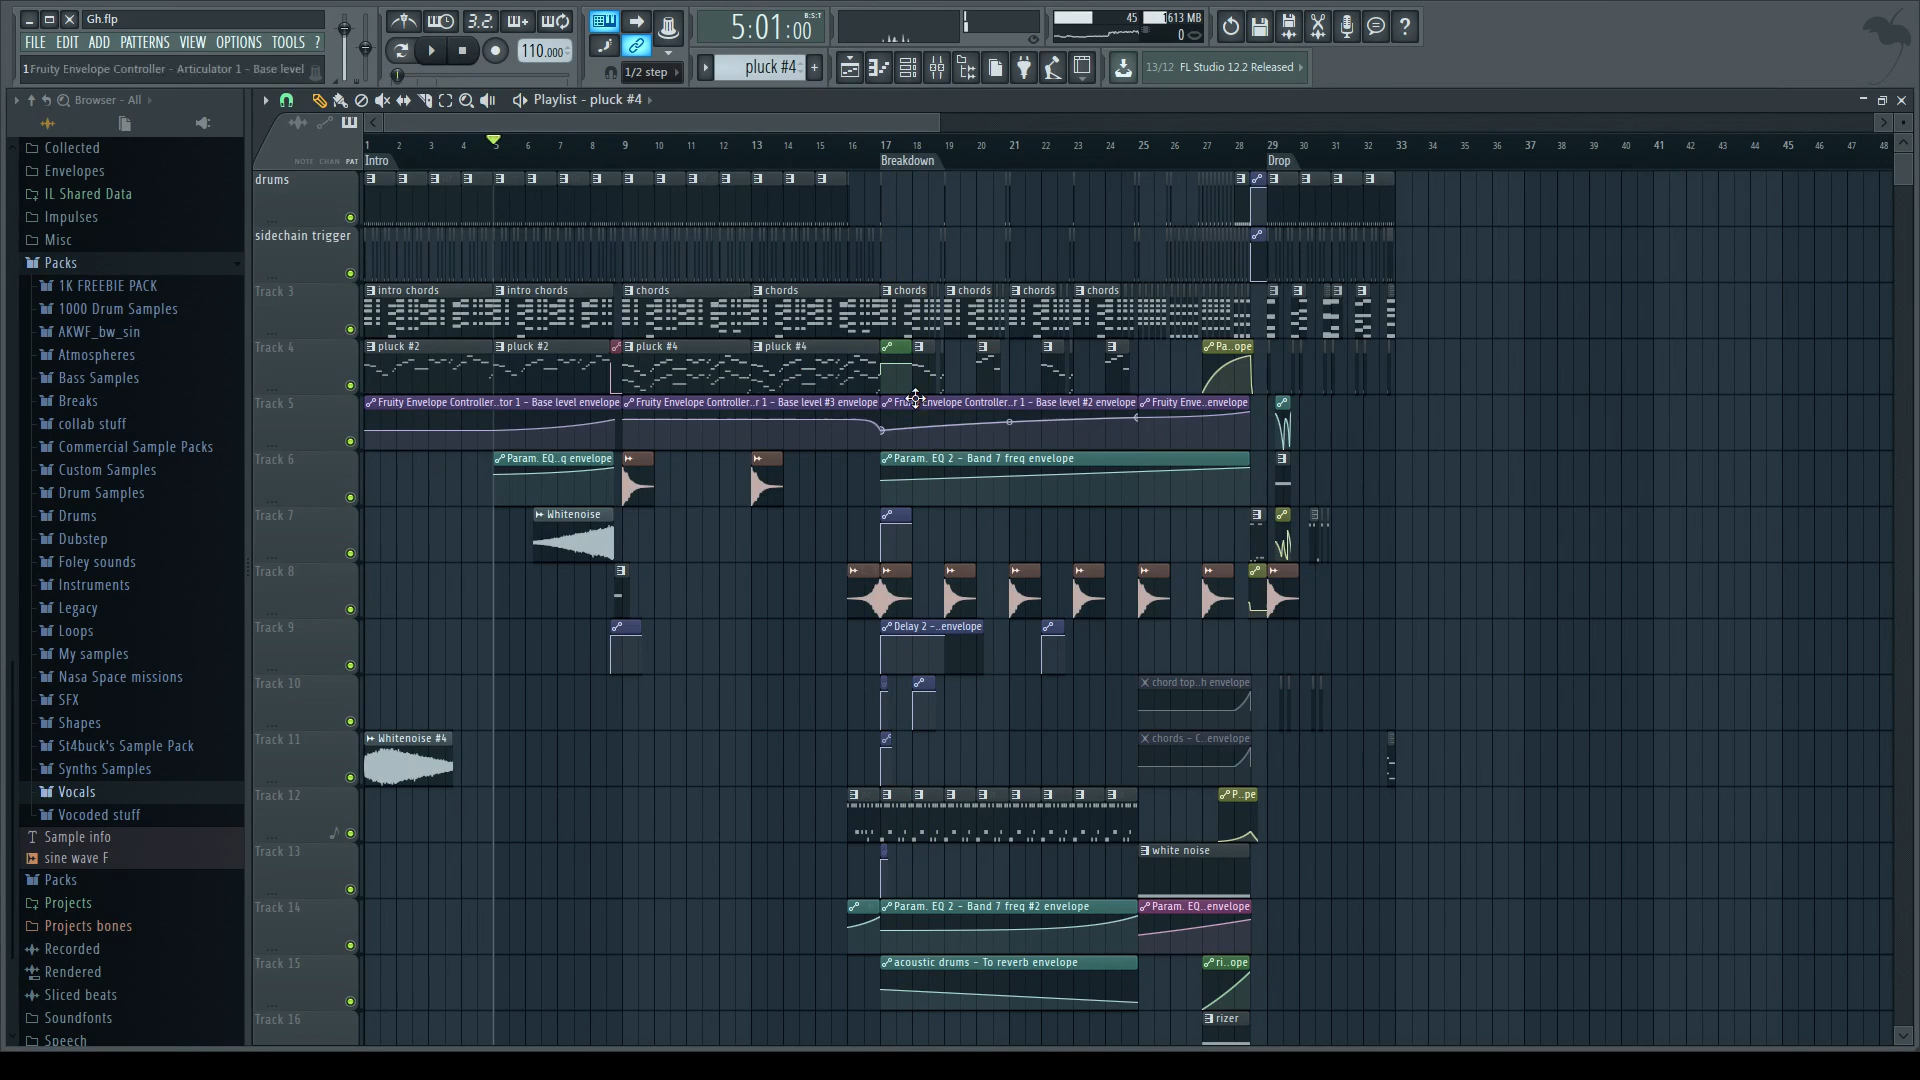 Gh.flp
FILE EDIT ADD PATTERNS VIEW OPTIONS TOOLS ?
1 Fruity Envelope Controller - Articulator 1 - Base level
3.2.
110.000
1/2 step
5:01:00
B:S:T
pluck #4
45
613 MB
0
13/12 FL Studio 12.2 Released
Browser - All
Playlist - pluck #4
NOTE CHAN PAT
1 2 3 4 5 6 7 8 9 10 11 12 13 14 15 16 17 18 19 20 21 22 23 24 25 26 27 28 29 30 31 32 33 34 35 36 37 38 39 40 41 42 43 44 45 46 47 48
Intro
Breakdown
Drop
Collected
Envelopes
IL Shared Data
Impulses
Misc
Packs
1K FREEBIE PACK
1000 Drum Samples
AKWF_bw_sin
Atmospheres
Bass Samples
Breaks
collab stuff
Commercial Sample Packs
Custom Samples
Drum Samples
Drums
Dubstep
Foley sounds
Instruments
Legacy
Loops
My samples
Nasa Space missions
SFX
Shapes
St4buck's Sample Pack
Synths Samples
Vocals
Vocoded stuff
Sample info
sine wave F
Packs
Projects
Projects bones
Recorded
Rendered
Sliced beats
Soundfonts
Speech
drums
sidechain trigger
Track 3
intro chords intro chords chords chords chords chords chords chords
Track 4
pluck #2 pluck #2 pluck #4 pluck #4 Pa..ope
Track 5
Fruity Envelope Controller..tor 1 - Base level envelope Fruity Envelope Controller..r 1 - Base level #3 envelope Fruity Envelope Controller..r 1 - Base level #2 envelope Fruity Enve..envelope
Track 6
Param. EQ..q envelope Param. EQ 2 - Band 7 freq envelope
Track 7
Whitenoise
Track 8
Track 9
Delay 2 -..envelope
Track 10
chord top..h envelope
Track 11
Whitenoise #4 chords - C..envelope
Track 12
P..pe
Track 13
white noise
Track 14
Param. EQ 2 - Band 7 freq #2 envelope Param. EQ..envelope
Track 15
acoustic drums - To reverb envelope ri..ope
Track 16
rizer